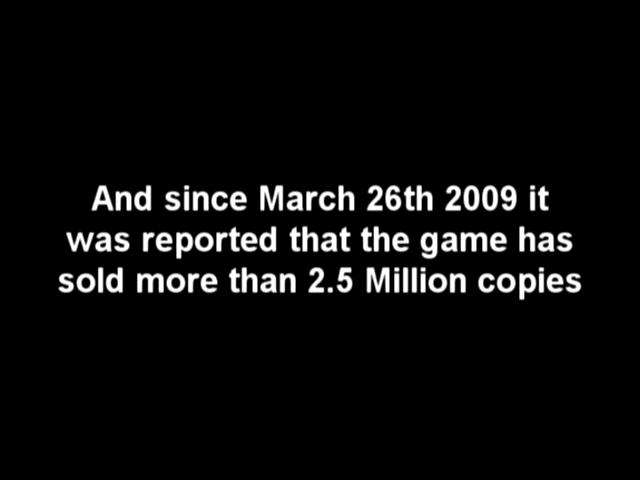 And since March 26th 2009 it
was reported that the game has
sold more than 2.5 Million copies